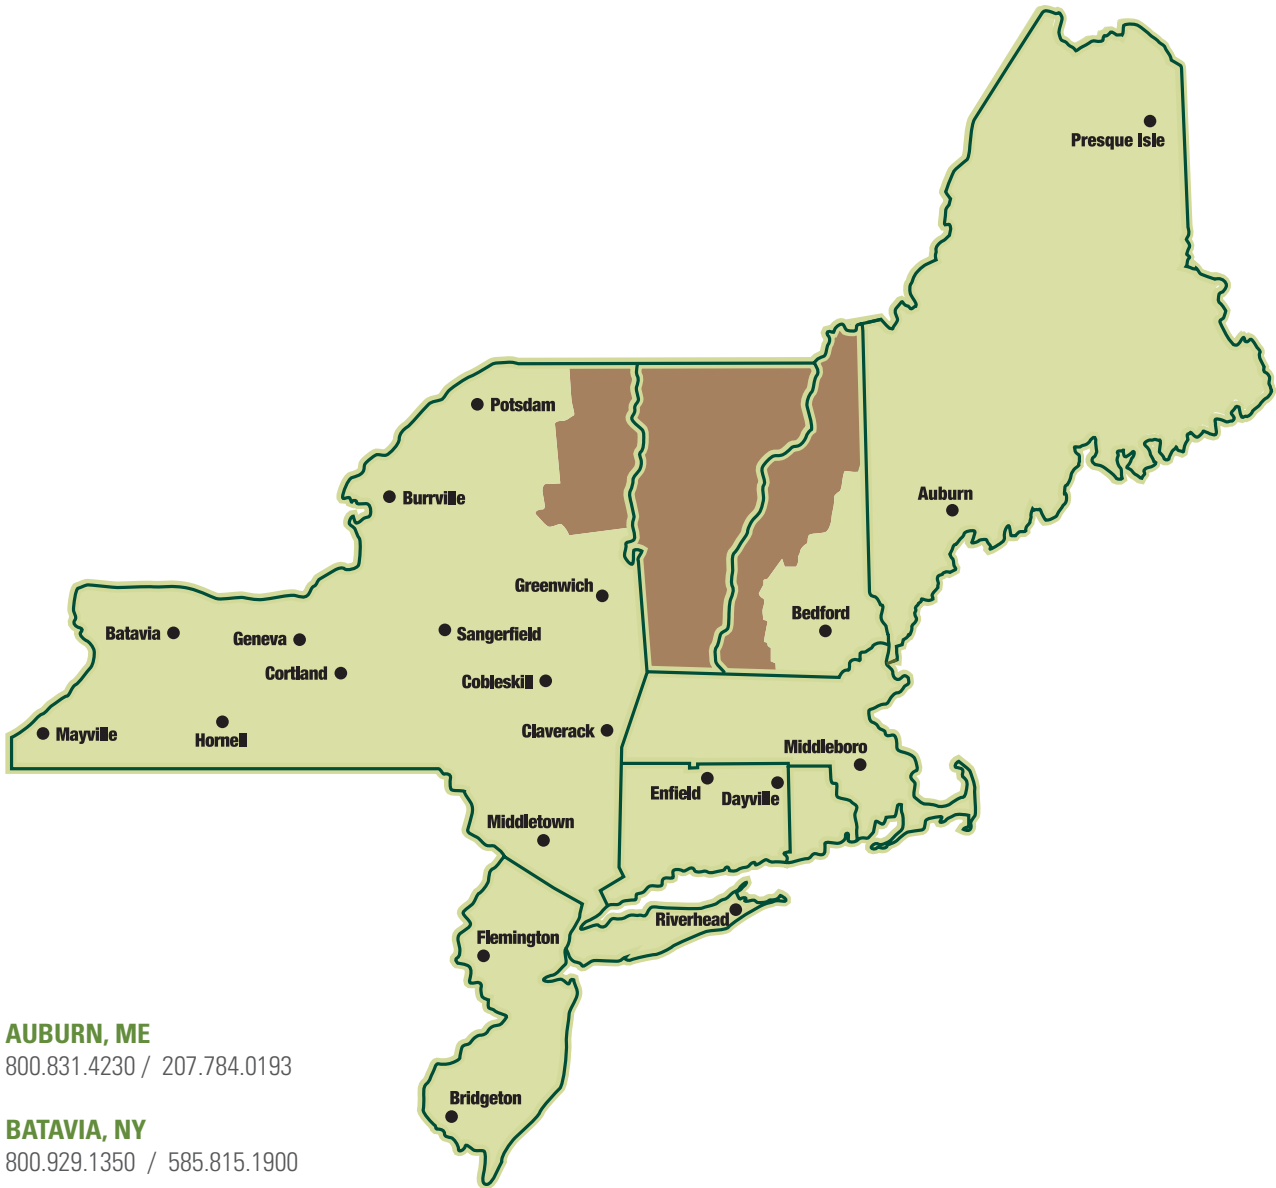 Presque Isle
Potsdam
Burrville
Auburn
Greenwich
Bedford
Batavia
Geneva
Sangerfield
Cortland
Cobleskill
Mayville
Hornell
Claverack
Middleboro
Enfield
Dayville
Middletown
Riverhead
Flemington
AUBURN, ME
800.831.4230 / 207.784.0193
Bridgeton
BATAVIA, NY
800.929.1350 / 585.815.1900